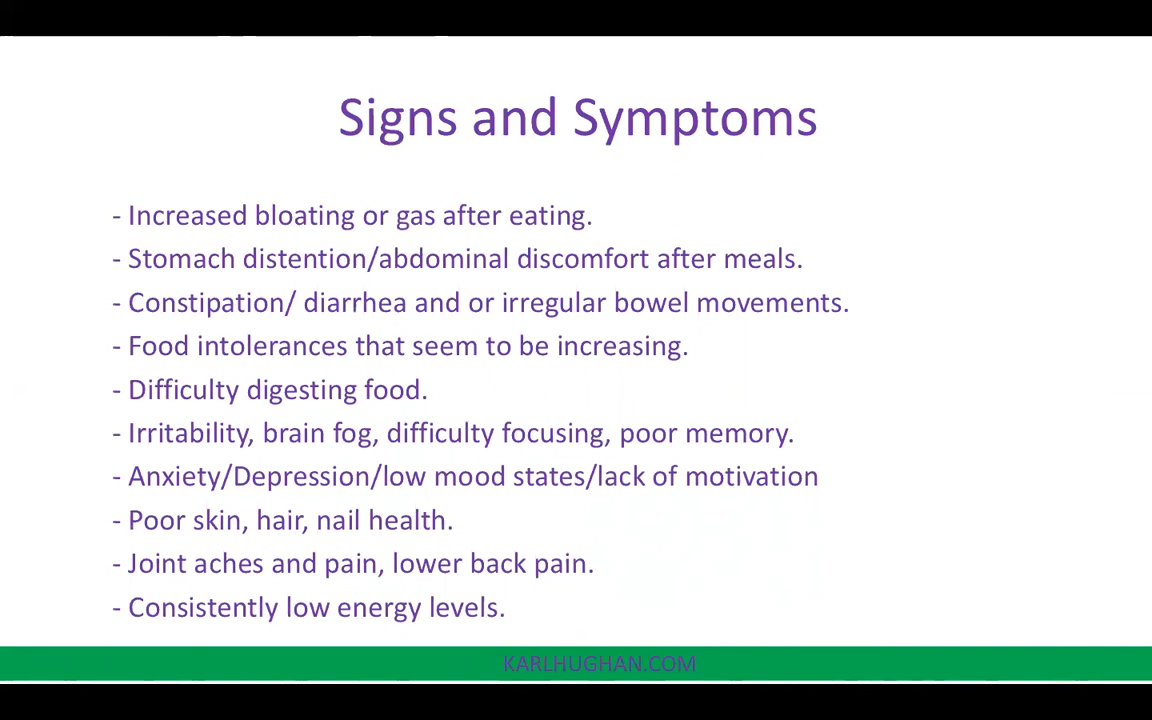 Signs and Symptoms
- Increased bloating or gas after eating.
- Stomach distention/abdominal discomfort after meals.
- Constipation/ diarrhea and or irregular bowel movements.
- Food intolerances that seem to be increasing.
- Difficulty digesting food.
- Irritability, brain fog, difficulty focusing, poor memory.
- Anxiety/Depression/low mood states/lack of motivation
- Poor skin, hair, nail health.
- Joint aches and pain, lower back pain.
- Consistently low energy levels.
KARLHUGHAN.COM